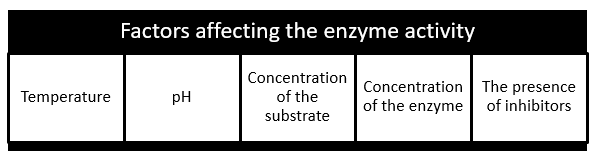 Factors affecting the enzyme activity
Temperature
pH
Concentration
of the
substrate
Concentration
of the enzyme
The presence
of inhibitors